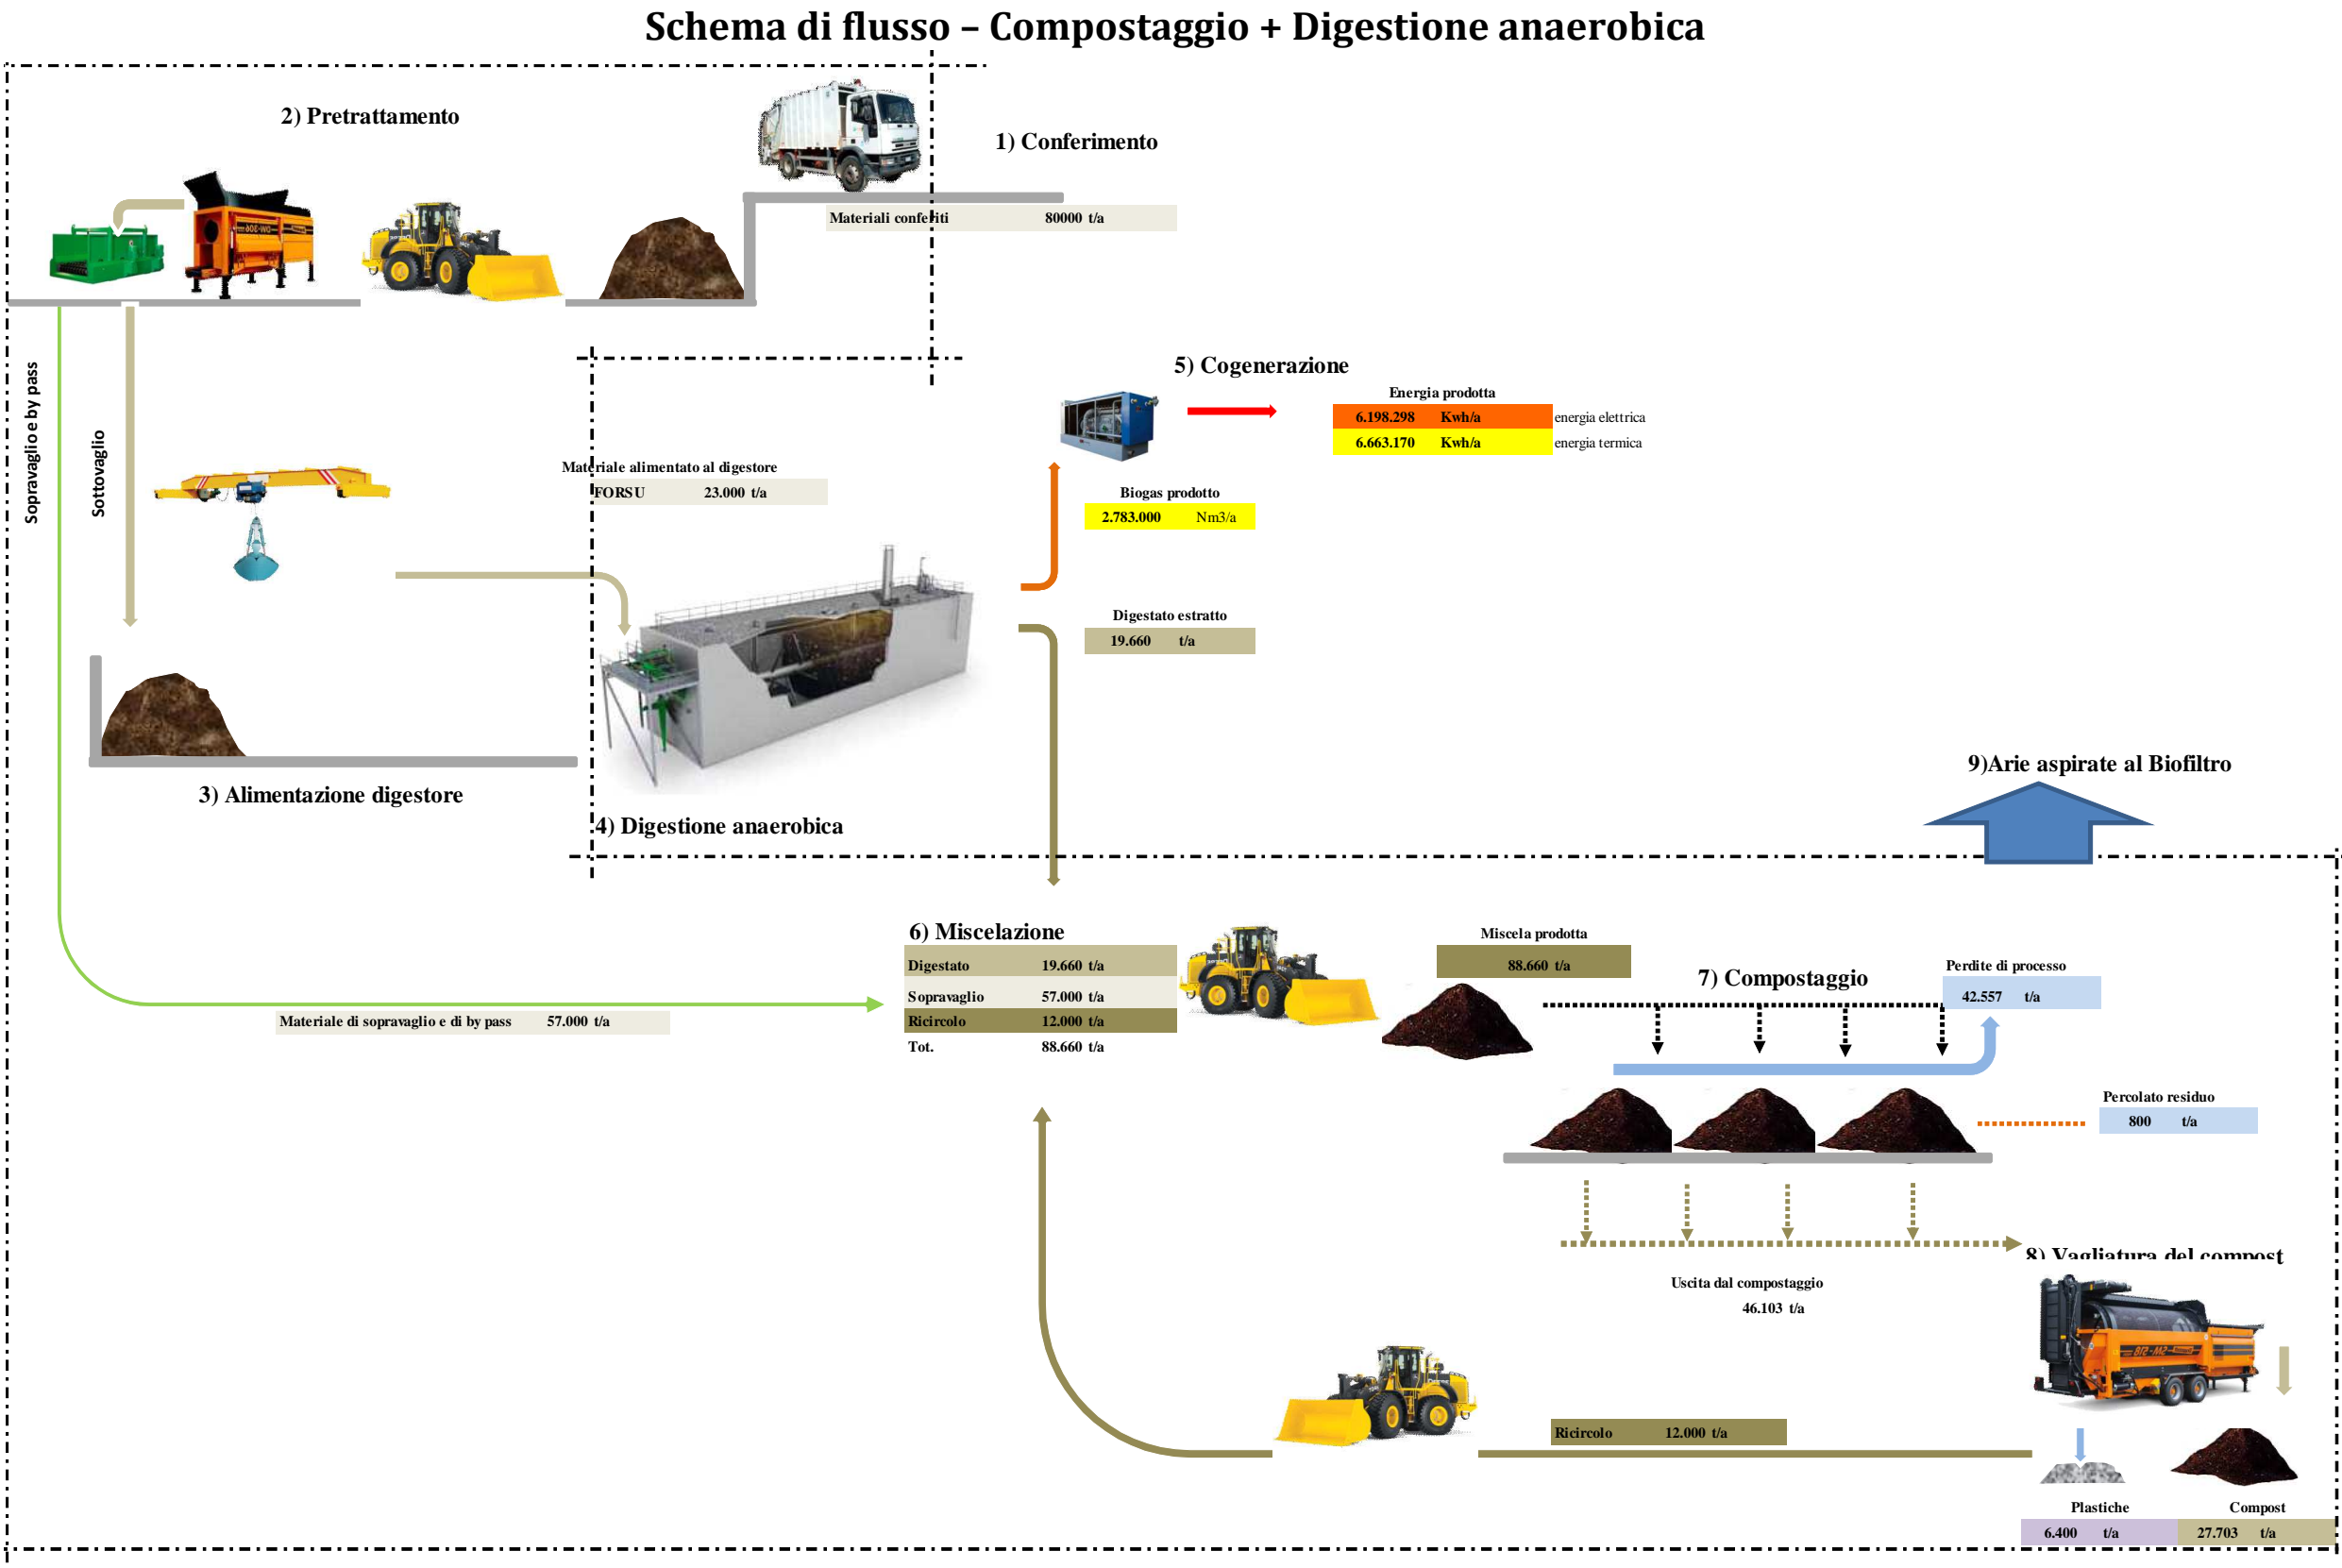 Schema di flusso – Compostaggio + Digestione anaerobica
2) Pretrattamento
1) Conferimento
Materiali conferiti 80000 t/a
Sopravaglio e by pass
Sottovaglio
5) Cogenerazione
Energia prodotta
6.198.298 Kwh/a energia elettrica
6.663.170 Kwh/a energia termica
Materiale alimentato al digestore
FORSU 23.000 t/a
Biogas prodotto
2.783.000 Nm3/a
Digestato estratto
19.660 t/a
3) Alimentazione digestore
4) Digestione anaerobica
9)Arie aspirate al Biofiltro
6) Miscelazione
Digestato 19.660 t/a
Sopravaglio 57.000 t/a
Ricircolo 12.000 t/a
Tot. 88.660 t/a
Materiale di sopravaglio e di by pass 57.000 t/a
Miscela prodotta
88.660 t/a
7) Compostaggio
Perdite di processo
42.557 t/a
Percolato residuo
800 t/a
8) Vagliatura del compost
Uscita dal compostaggio
46.103 t/a
Ricircolo 12.000 t/a
Plastiche
6.400 t/a
Compost
27.703 t/a